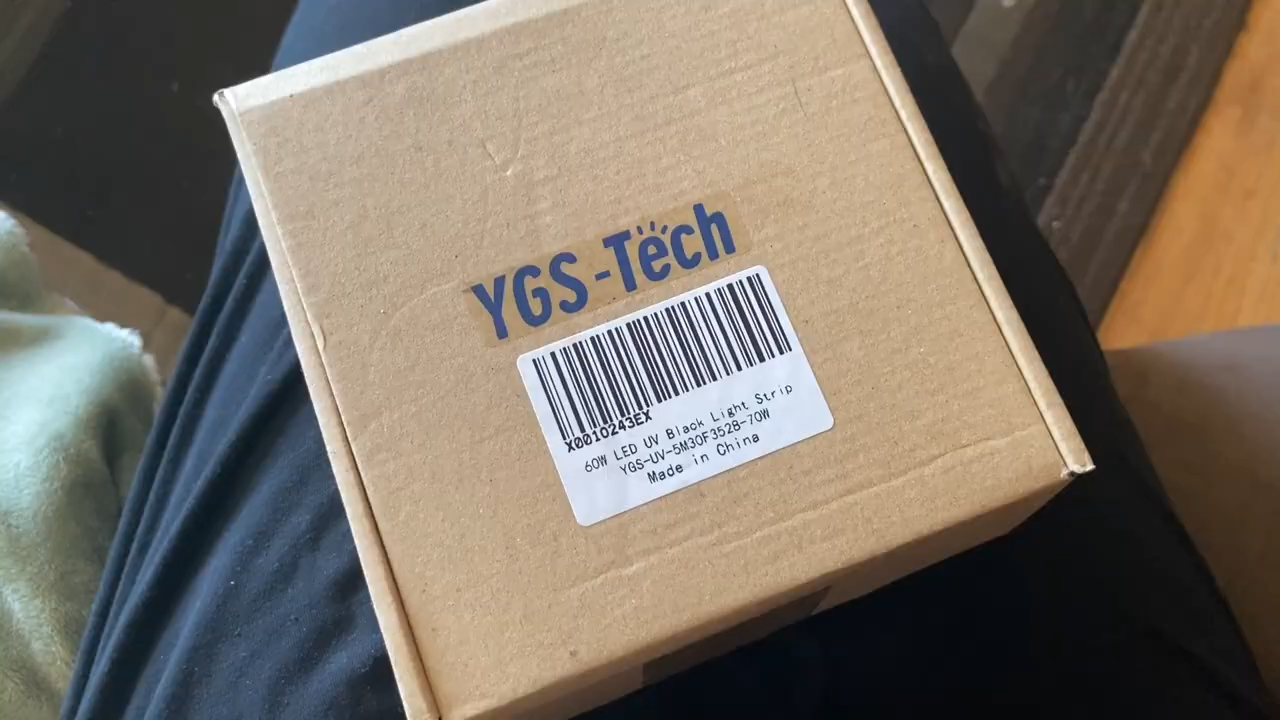 YGS-Tech
X0010243EX
60W LED UV Black Light Strip
YGS-UV-5M30F3528-70W
Made in China